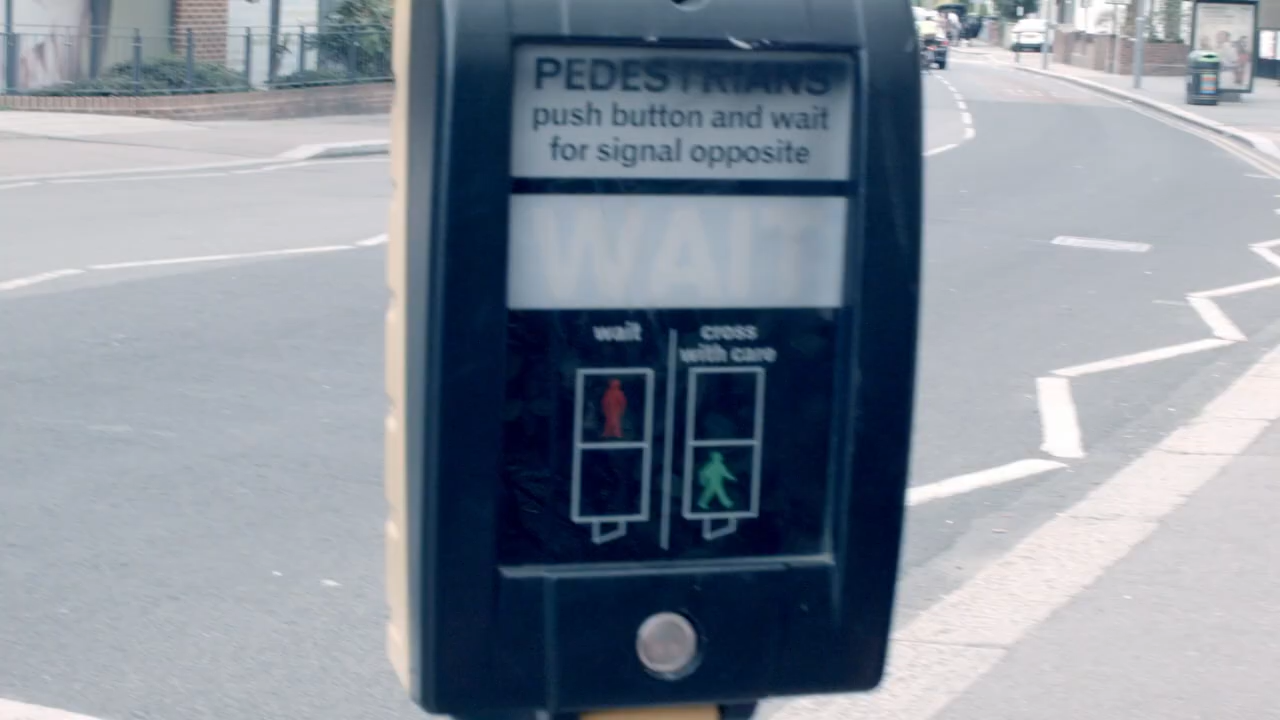 PEDESTRIANS
push button and wait
for signal opposite
WAIT
wait
cross
with care